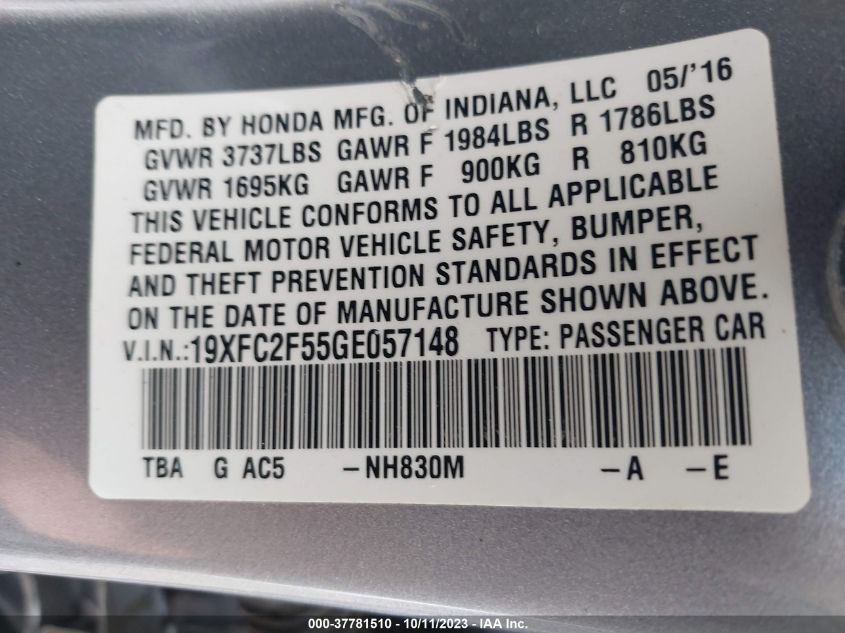 MFD. BY HONDA MFG. OF INDIANA, LLC 05/'16
GVWR 3737LBS GAWR F 1984LBS R 1786LBS
GVWR 1695KG GAWR F 900KG R 810KG
THIS VEHICLE CONFORMS TO ALL APPLICABLE
FEDERAL MOTOR VEHICLE SAFETY, BUMPER,
AND THEFT PREVENTION STANDARDS IN EFFECT
ON THE DATE OF MANUFACTURE SHOWN ABOVE.
V.I.N.:19XFC2F55GE057148 TYPE: PASSENGER CAR
TBA G AC5 -NH830M -A -E
000-37781510 - 10/11/2023 - IAA Inc.